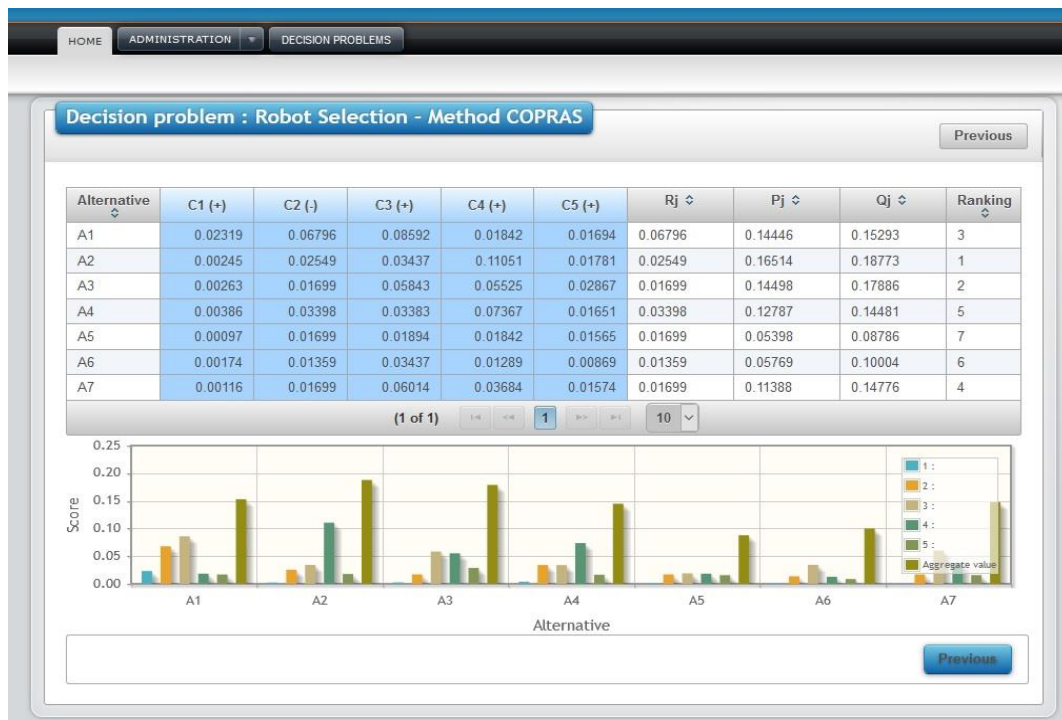 HOME ADMINISTRATION DECISION PROBLEMS
Decision problem : Robot Selection - Method COPRAS
Previous
Alternative C1 (+) C2 (-) C3 (+) C4 (+) C5 (+) Rj Pj Qj Ranking
A1 0.02319 0.06796 0.08592 0.01842 0.01694 0.06796 0.14446 0.15293 3
A2 0.00245 0.02549 0.03437 0.11051 0.01781 0.02549 0.16514 0.18773 1
A3 0.00263 0.01699 0.05843 0.05525 0.02867 0.01699 0.14498 0.17886 2
A4 0.00386 0.03398 0.03383 0.07367 0.01651 0.03398 0.12787 0.14481 5
A5 0.00097 0.01699 0.01894 0.01842 0.01565 0.01699 0.05398 0.08786 7
A6 0.00174 0.01359 0.03437 0.01289 0.00869 0.01359 0.05769 0.10004 6
A7 0.00116 0.01699 0.06014 0.03684 0.01574 0.01699 0.11388 0.14776 4
(1 of 1) 1 10
0.25
0.20
0.15
0.10
0.05
0.00
Score
1 :
2 :
3 :
4 :
5 :
Aggregate value
A1 A2 A3 A4 A5 A6 A7
Alternative
Previous